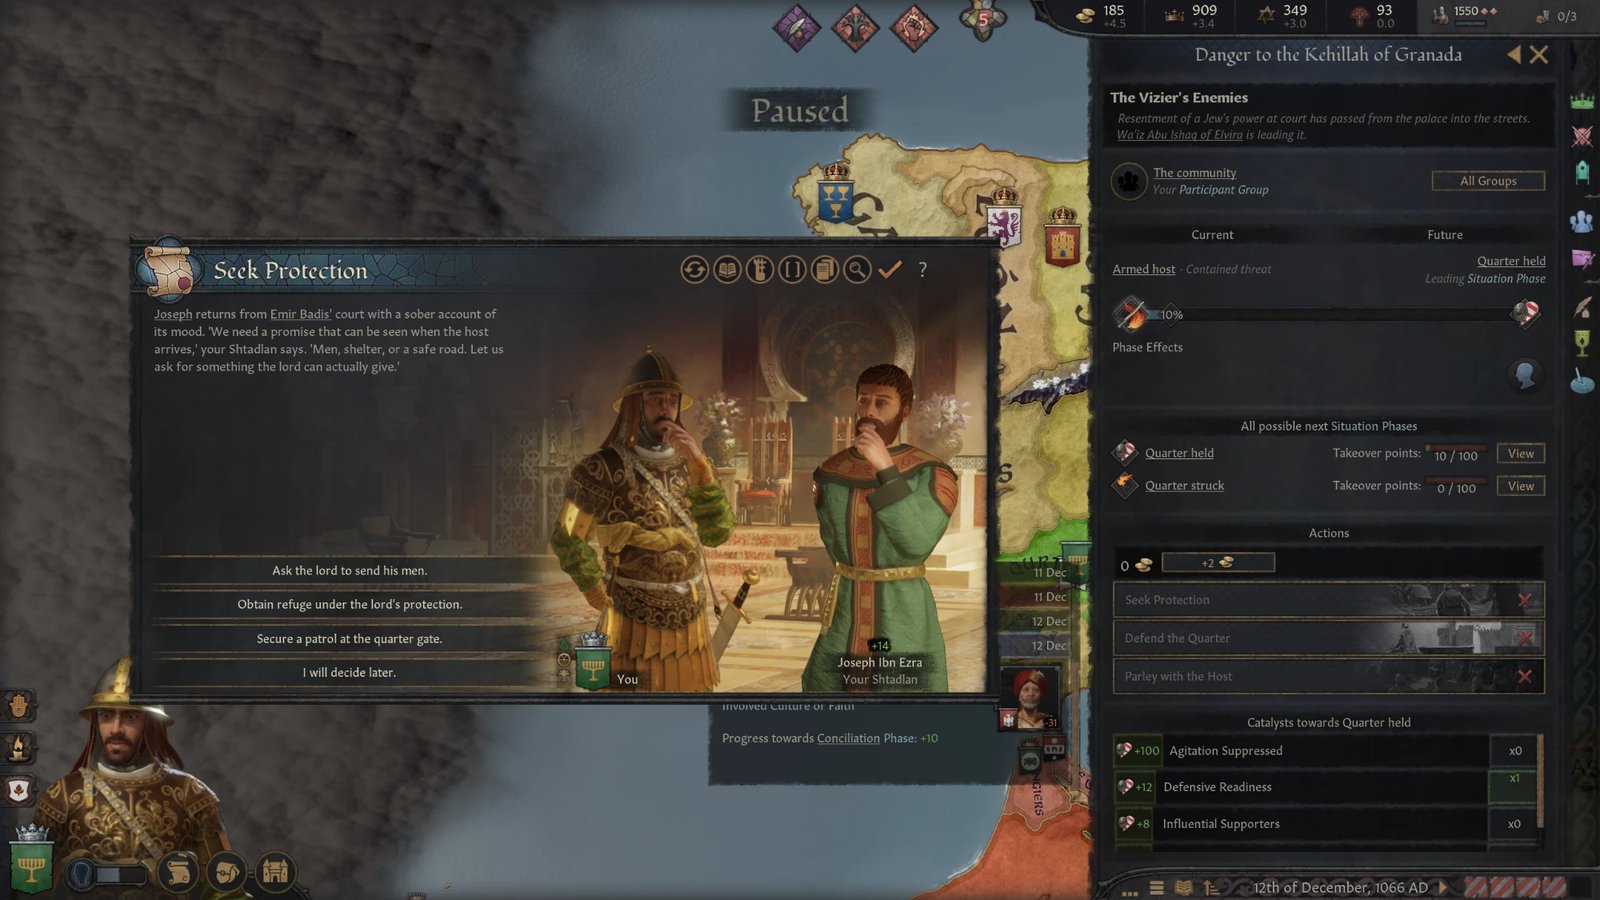 185
+4.5
909
+3.4
349
+3.0
93
0.0
1550
0/3
5
Paused
Danger to the Kehillah of Granada
The Vizier's Enemies
Resentment of a Jew's power at court has passed from the palace into the streets.
Wa'iz Abu Ishaq of Elvira is leading it.
The community
Your Participant Group
All Groups
Current
Future
Armed host · Contained threat
Quarter held
Leading Situation Phase
10%
Phase Effects
All possible next Situation Phases
Quarter held
Takeover points:
10 / 100
View
Quarter struck
Takeover points:
0 / 100
View
Actions
0
+2
Seek Protection
Defend the Quarter
Parley with the Host
Catalysts towards Quarter held
+100 Agitation Suppressed x0
+12 Defensive Readiness x1
+8 Influential Supporters x0
12th of December, 1066 AD
Seek Protection
?
Joseph returns from Emir Badis' court with a sober account of
its mood. 'We need a promise that can be seen when the host
arrives,' your Shtadlan says. 'Men, shelter, or a safe road. Let us
ask for something the lord can actually give.'
Ask the lord to send his men.
Obtain refuge under the lord's protection.
Secure a patrol at the quarter gate.
I will decide later.
You
+14
Joseph Ibn Ezra
Your Shtadlan
11 Dec
11 Dec
12 Dec
12 Dec
-31
Involved Culture or Faith
Progress towards Conciliation Phase: +10